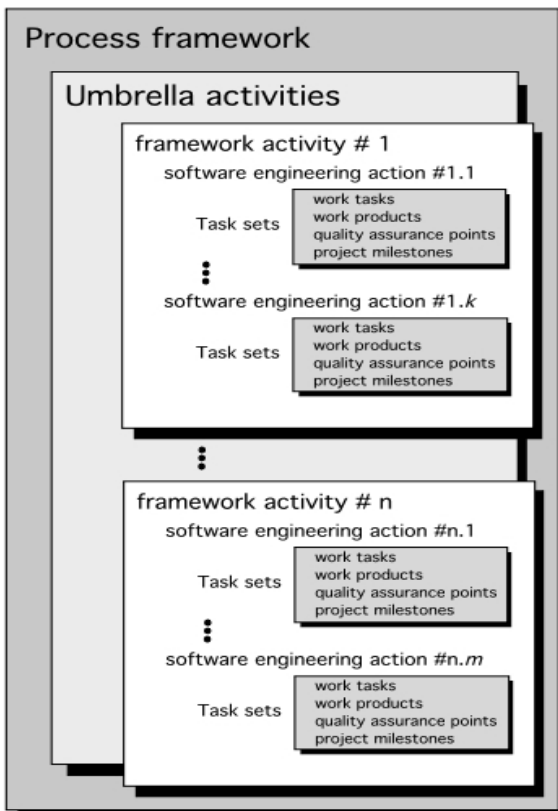 Process framework
Umbrella activities
framework activity # 1
software engineering action #1.1
Task sets
work tasks
work products
quality assurance points
project milestones
software engineering action #1.k
Task sets
work tasks
work products
quality assurance points
project milestones
framework activity # n
software engineering action #n.1
Task sets
work tasks
work products
quality assurance points
project milestones
software engineering action #n.m
Task sets
work tasks
work products
quality assurance points
project milestones